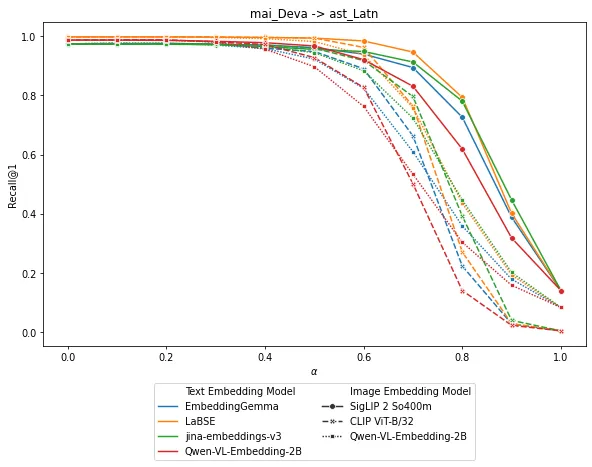 mai_Deva -> ast_Latn
Recall@1
1.0
0.8
0.6
0.4
0.2
0.0
0.0 0.2 0.4 0.6 0.8 1.0
α
Text Embedding Model
EmbeddingGemma
LaBSE
jina-embeddings-v3
Qwen-VL-Embedding-2B
Image Embedding Model
SigLIP 2 So400m
CLIP ViT-B/32
Qwen-VL-Embedding-2B